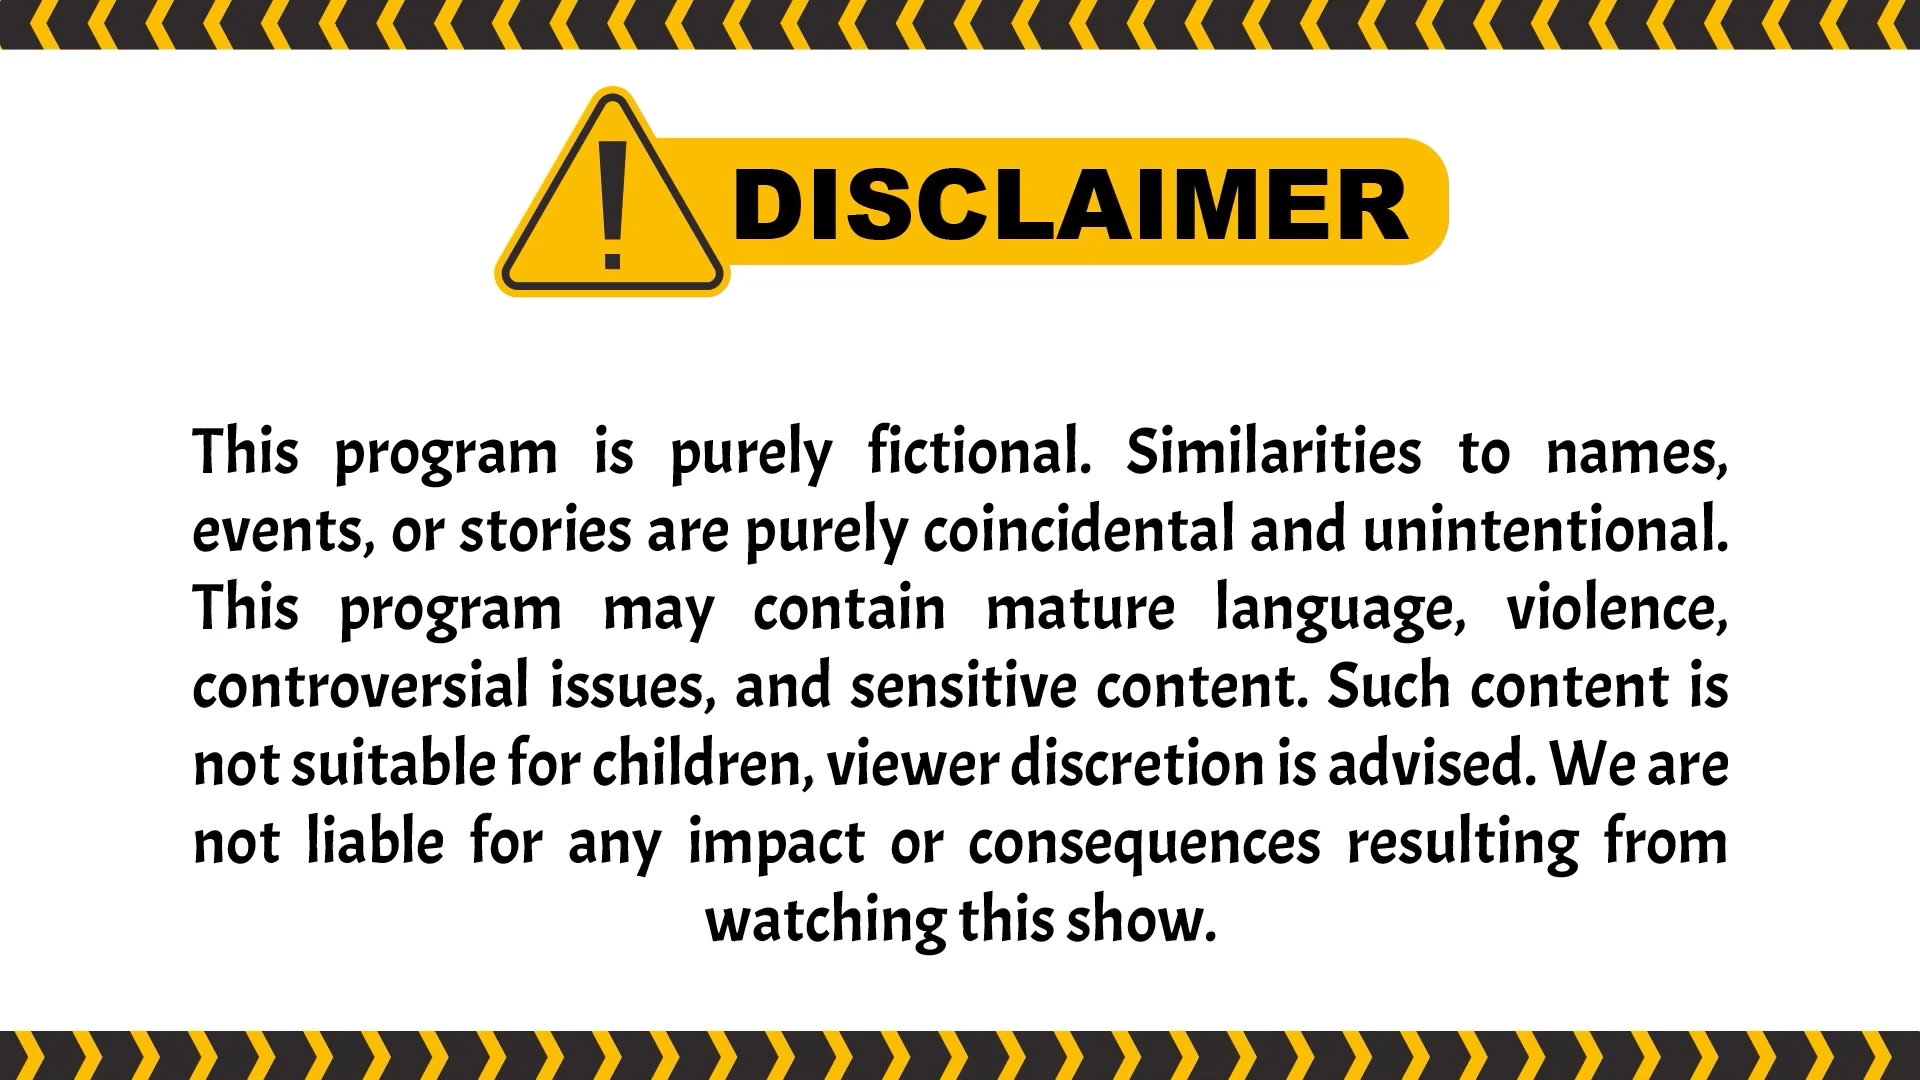 DISCLAIMER
This program is purely fictional. Similarities to names,
events, or stories are purely coincidental and unintentional.
This program may contain mature language, violence,
controversial issues, and sensitive content. Such content is
not suitable for children, viewer discretion is advised. We are
not liable for any impact or consequences resulting from
watching this show.